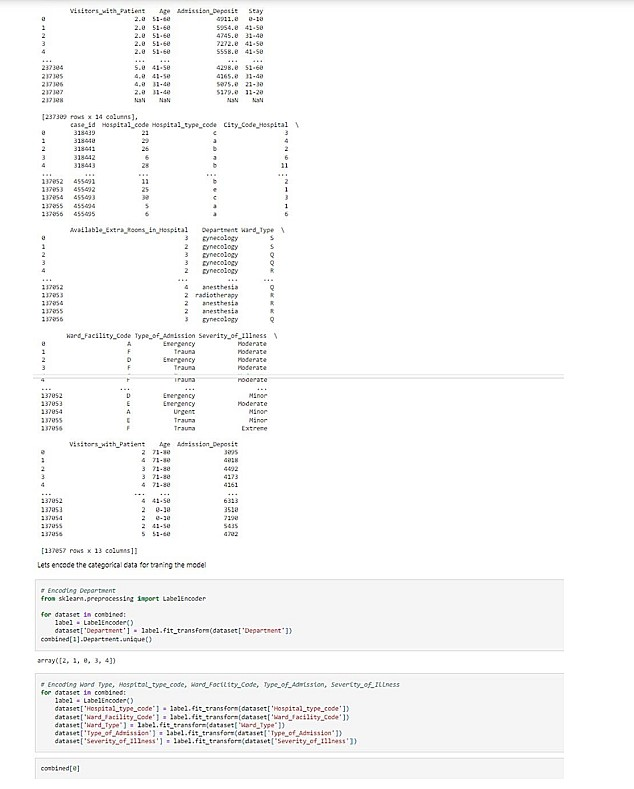 Visitors_with_Patient Age Admission_Deposit Stay
0 2.0 51-60 4911.0 0-10
1 2.0 51-60 5954.0 41-50
2 2.0 51-60 4745.0 31-40
3 2.0 51-60 7272.0 41-50
4 2.0 51-60 5558.0 41-50
... ... ... ... ...
237304 5.0 41-50 4298.0 51-60
237305 4.0 41-50 4165.0 31-40
237306 4.0 31-40 5075.0 21-30
237307 2.0 31-40 5179.0 11-20
237308 NaN NaN NaN NaN
[237309 rows x 14 columns],
case_id Hospital_code Hospital_type_code City_Code_Hospital \
0 318439 21 c 3
1 318440 29 a 4
2 318441 26 b 2
3 318442 6 a 6
4 318443 28 b 11
... ... ... ... ...
137052 455491 11 b 2
137053 455492 25 e 1
137054 455493 30 c 3
137055 455494 5 a 1
137056 455495 6 a 6
Available_Extra_Rooms_in_Hospital Department Ward_Type \
0 3 gynecology S
1 2 gynecology S
2 3 gynecology Q
3 3 gynecology Q
4 2 gynecology R
... ... ... ...
137052 4 anesthesia Q
137053 2 radiotherapy R
137054 2 anesthesia R
137055 2 anesthesia R
137056 3 gynecology Q
Ward_Facility_Code Type_of_Admission Severity_of_Illness \
0 A Emergency Moderate
1 F Trauma Moderate
2 D Emergency Moderate
3 F Trauma Moderate
4 F Trauma Moderate
... ... ... ...
137052 D Emergency Minor
137053 E Emergency Moderate
137054 A Urgent Minor
137055 E Trauma Minor
137056 F Trauma Extreme
Visitors_with_Patient Age Admission_Deposit
0 2 71-80 3095
1 4 71-80 4018
2 3 71-80 4492
3 3 71-80 4173
4 4 71-80 4161
... ... ... ...
137052 4 41-50 6313
137053 2 0-10 3510
137054 2 0-10 7190
137055 2 41-50 5435
137056 5 51-60 4702
[137057 rows x 13 columns]]
Lets encode the categorical data for traning the model
# Encoding Department
from sklearn.preprocessing import LabelEncoder
for dataset in combined:
label = LabelEncoder()
dataset['Department'] = label.fit_transform(dataset['Department'])
combined[1].Department.unique()
array([2, 1, 0, 3, 4])
# Encoding Ward Type, Hospital_type_code, Ward_Facility_Code, Type_of_Admission, Severity_of_Illness
for dataset in combined:
label = LabelEncoder()
dataset['Hospital_type_code'] = label.fit_transform(dataset['Hospital_type_code'])
dataset['Ward_Facility_Code'] = label.fit_transform(dataset['Ward_Facility_Code'])
dataset['Ward_Type'] = label.fit_transform(dataset['Ward_Type'])
dataset['Type_of_Admission'] = label.fit_transform(dataset['Type_of_Admission'])
dataset['Severity_of_Illness'] = label.fit_transform(dataset['Severity_of_Illness'])
combined[0]